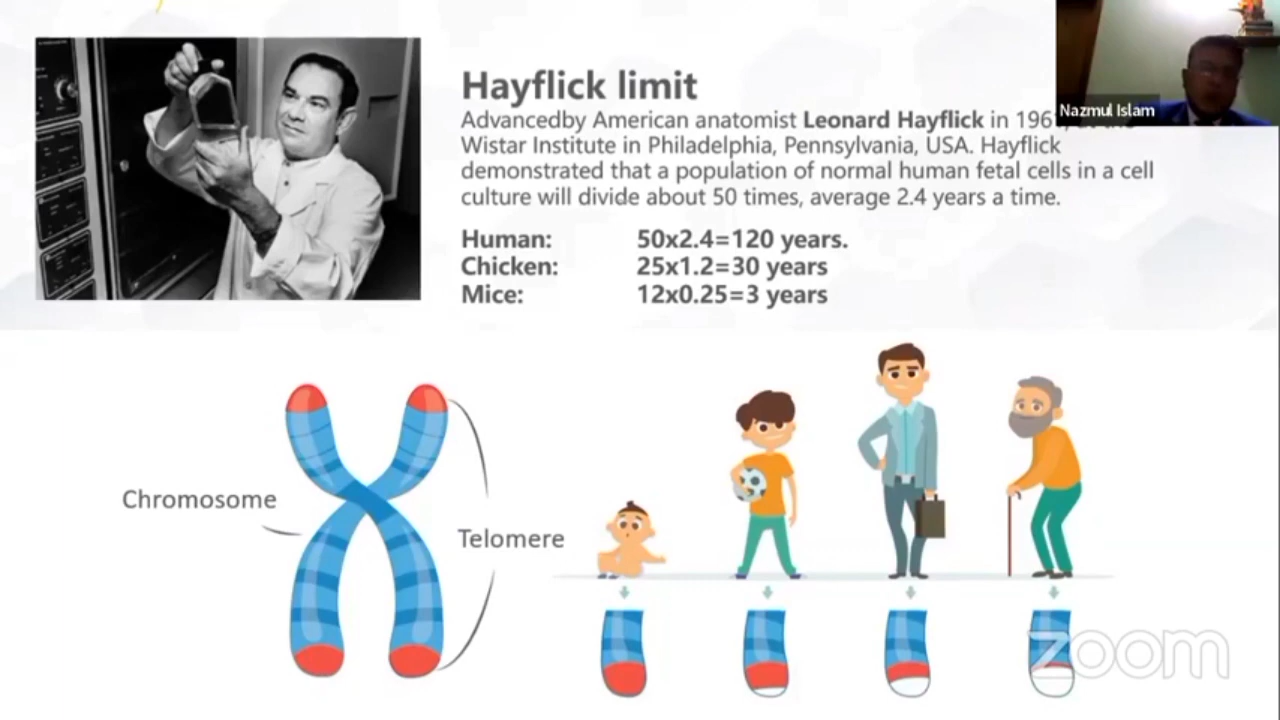 Hayflick limit
Advancedby American anatomist Leonard Hayflick in 196
Wistar Institute in Philadelphia, Pennsylvania, USA. Hayflick
demonstrated that a population of normal human fetal cells in a cell
culture will divide about 50 times, average 2.4 years a time.
Human: 50x2.4=120 years.
Chicken: 25x1.2=30 years
Mice: 12x0.25=3 years
Nazmul Islam
Chromosome
Telomere
zoom